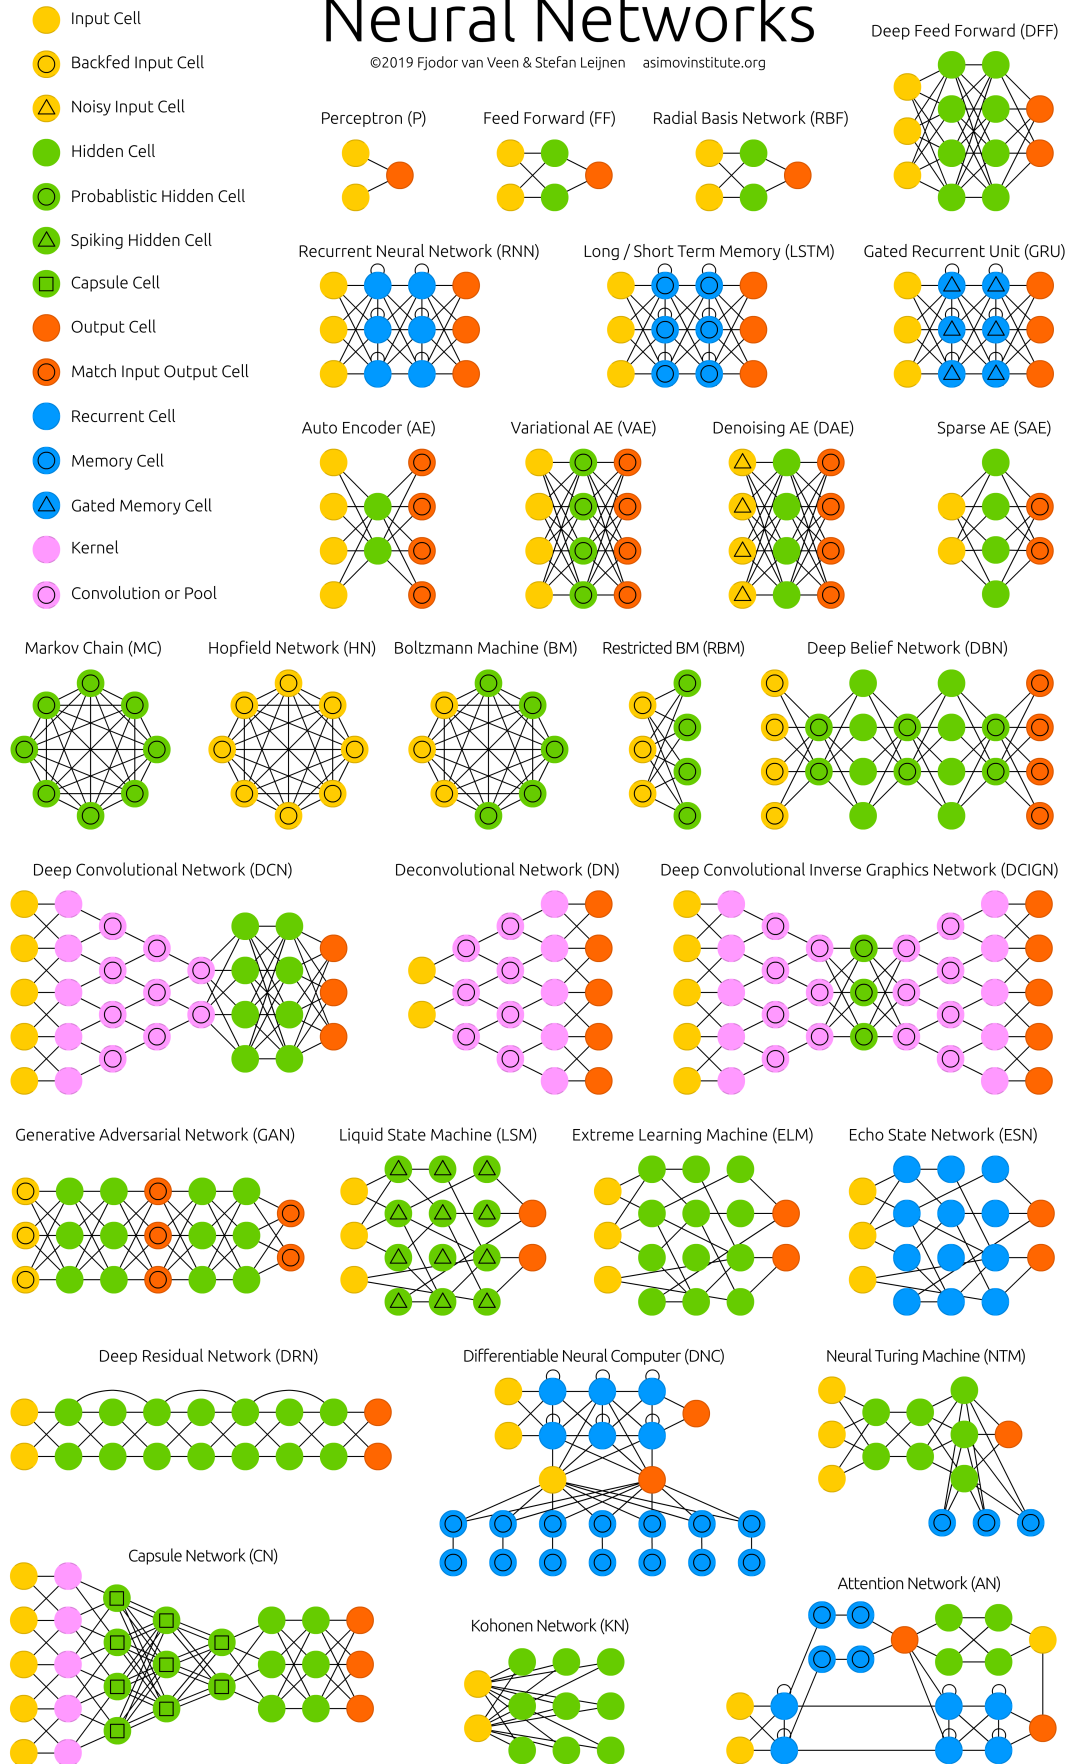 Neural Networks
©2019 Fjodor van Veen & Stefan Leijnen asimovinstitute.org
Input Cell
Backfed Input Cell
Noisy Input Cell
Hidden Cell
Probablistic Hidden Cell
Spiking Hidden Cell
Capsule Cell
Output Cell
Match Input Output Cell
Recurrent Cell
Memory Cell
Gated Memory Cell
Kernel
Convolution or Pool
Deep Feed Forward (DFF)
Perceptron (P)
Feed Forward (FF)
Radial Basis Network (RBF)
Recurrent Neural Network (RNN)
Long / Short Term Memory (LSTM)
Gated Recurrent Unit (GRU)
Auto Encoder (AE)
Variational AE (VAE)
Denoising AE (DAE)
Sparse AE (SAE)
Markov Chain (MC)
Hopfield Network (HN)
Boltzmann Machine (BM)
Restricted BM (RBM)
Deep Belief Network (DBN)
Deep Convolutional Network (DCN)
Deconvolutional Network (DN)
Deep Convolutional Inverse Graphics Network (DCIGN)
Generative Adversarial Network (GAN)
Liquid State Machine (LSM)
Extreme Learning Machine (ELM)
Echo State Network (ESN)
Deep Residual Network (DRN)
Differentiable Neural Computer (DNC)
Neural Turing Machine (NTM)
Capsule Network (CN)
Kohonen Network (KN)
Attention Network (AN)